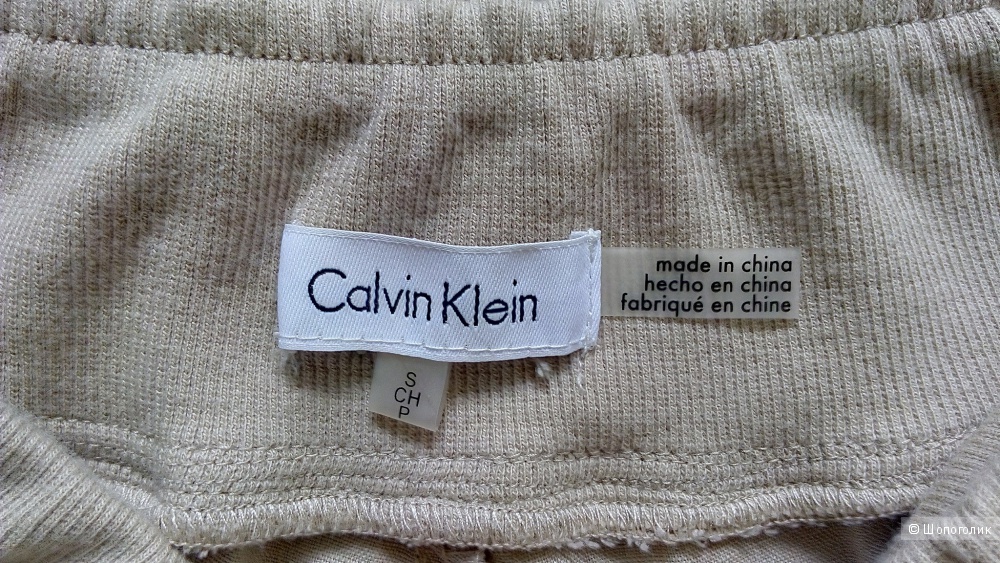 Calvin Klein
made in china
hecho en china
fabriqué en chine
S
CH
P
© Шопоголик